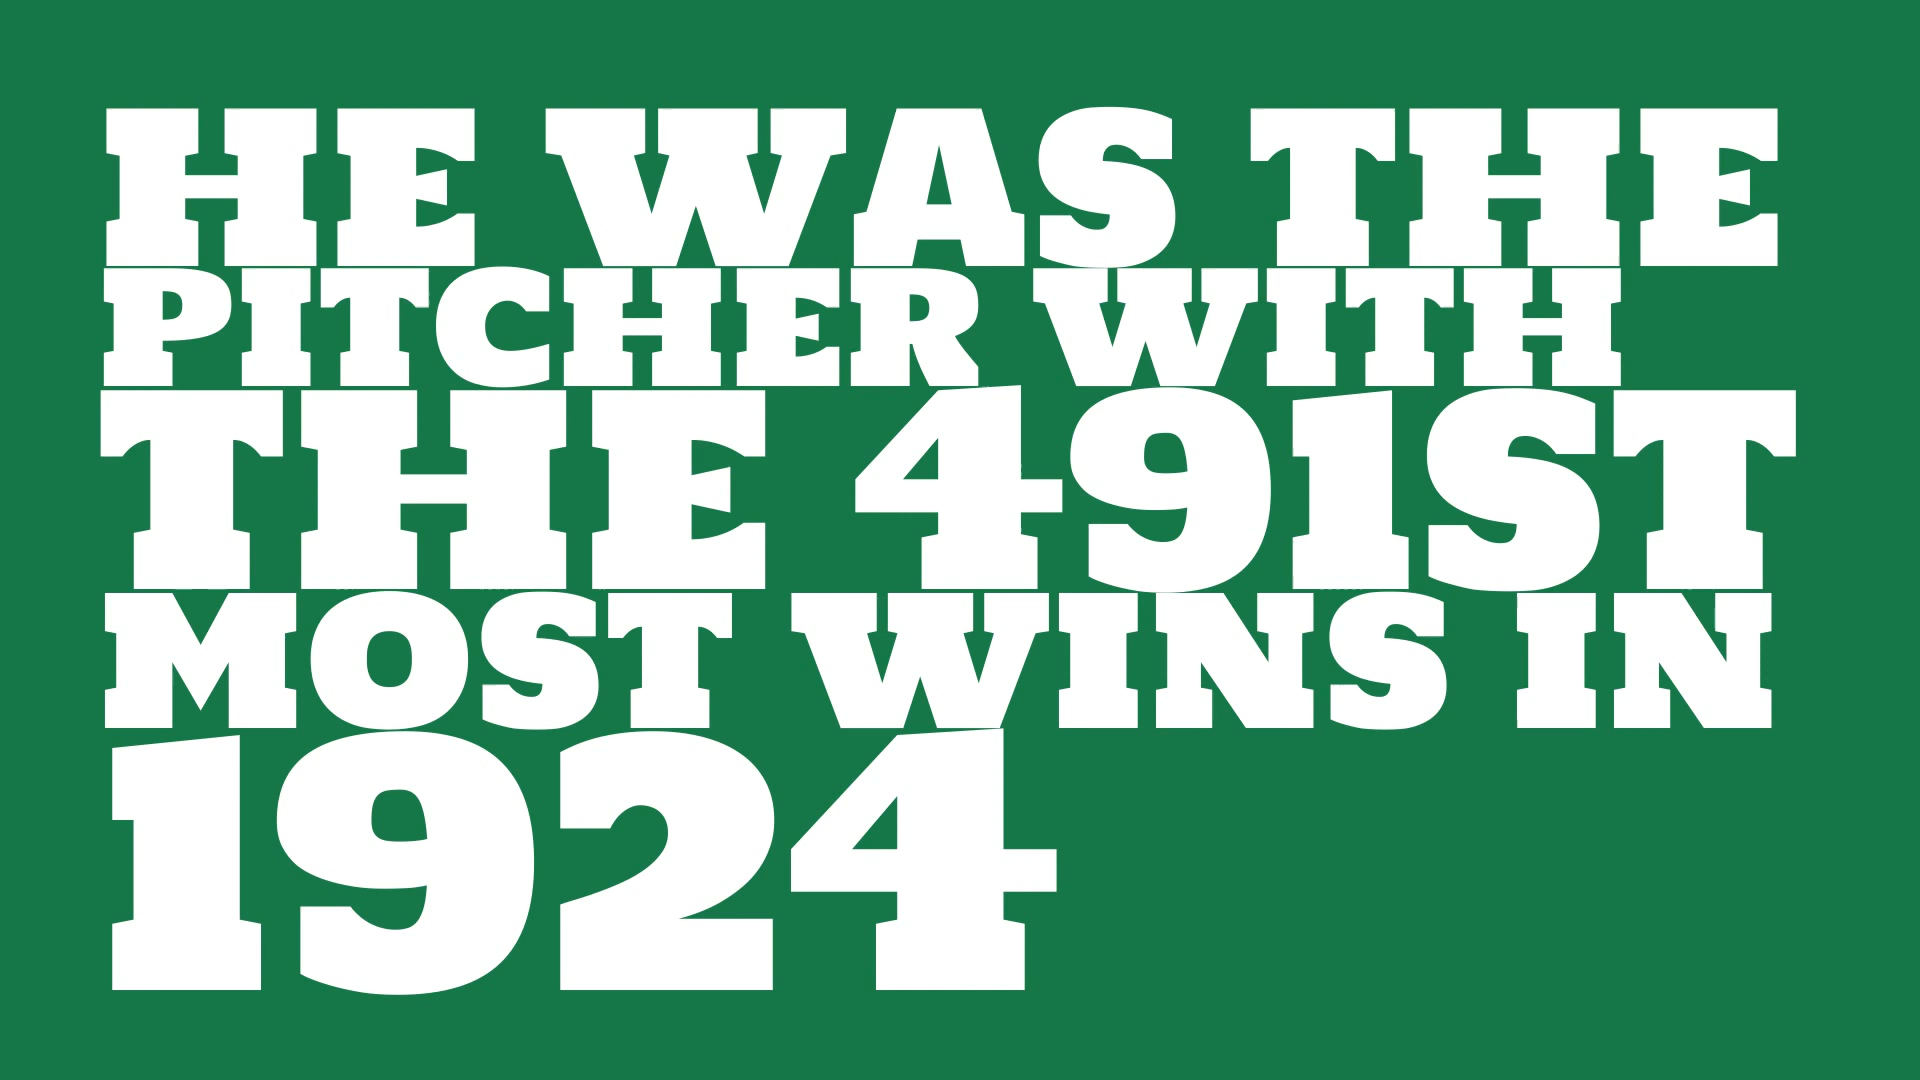 HE WAS THE
PITCHER WITH
THE 491ST
MOST WINS IN
1924